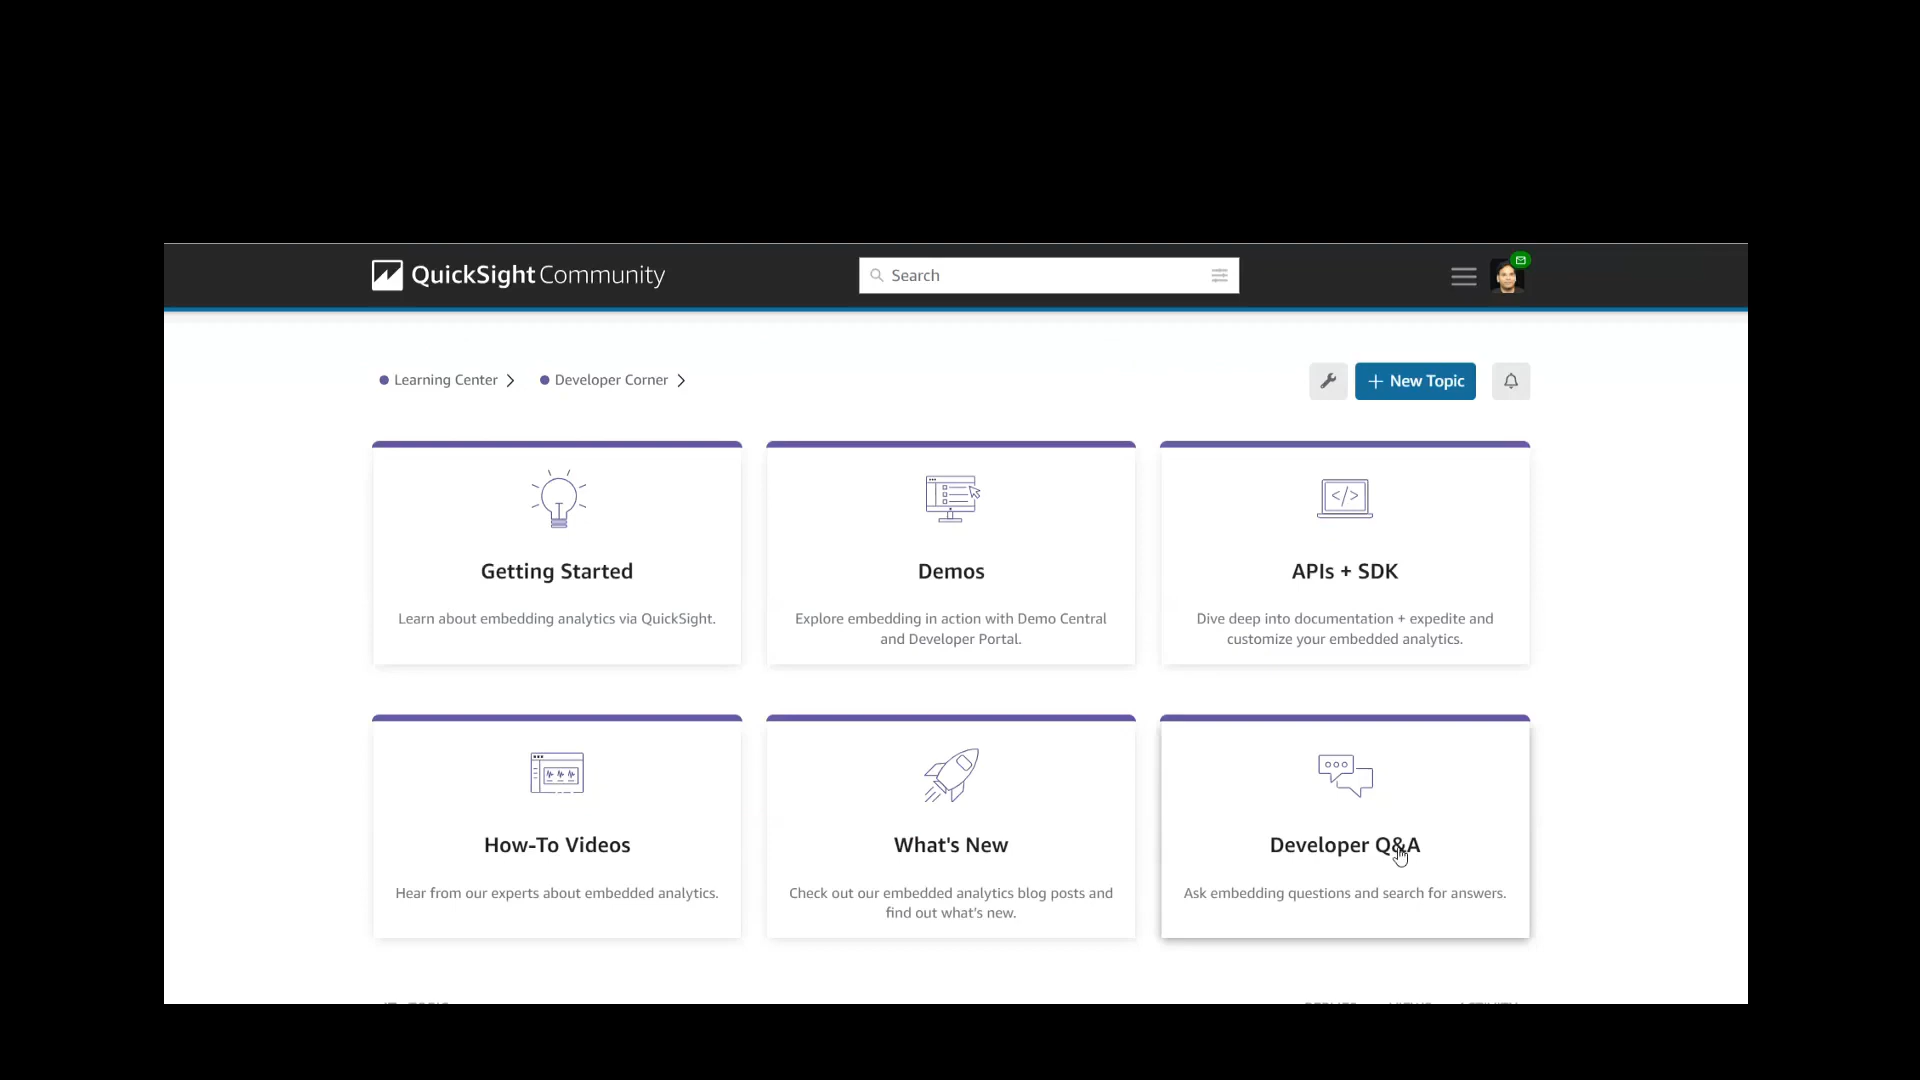 QuickSight Community
Search
Learning Center
Developer Corner
New Topic
Getting Started
Learn about embedding analytics via QuickSight.
Demos
Explore embedding in action with Demo Central
and Developer Portal.
APIs + SDK
Dive deep into documentation + expedite and
customize your embedded analytics.
How-To Videos
Hear from our experts about embedded analytics.
What's New
Check out our embedded analytics blog posts and
find out what's new.
Developer Q&A
Ask embedding questions and search for answers.